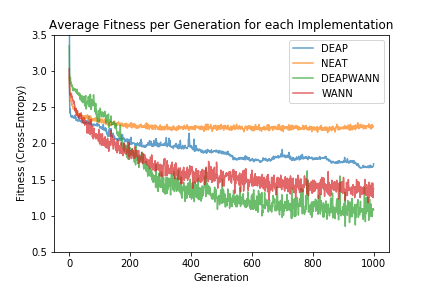 Average Fitness per Generation for each Implementation
DEAP
NEAT
DEAPWANN
WANN
Fitness (Cross-Entropy)
3.5
3.0
2.5
2.0
1.5
1.0
0.5
0 200 400 600 800 1000
Generation